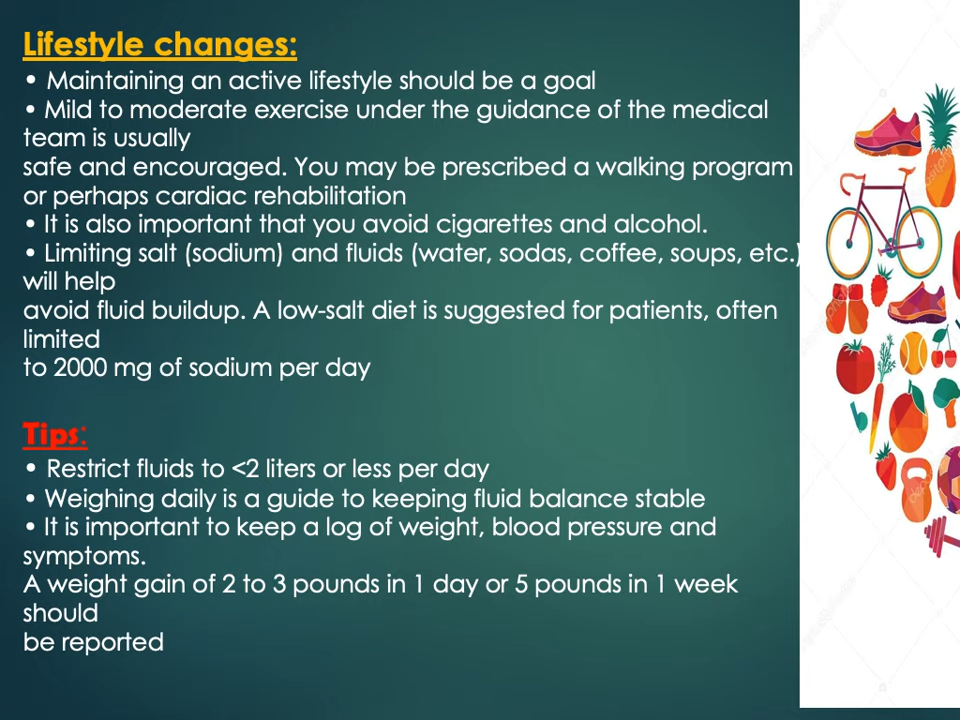 Lifestyle changes:
• Maintaining an active lifestyle should be a goal
• Mild to moderate exercise under the guidance of the medical
team is usually
safe and encouraged. You may be prescribed a walking program
or perhaps cardiac rehabilitation
• It is also important that you avoid cigarettes and alcohol.
• Limiting salt (sodium) and fluids (water, sodas, coffee, soups, etc.)
will help
avoid fluid buildup. A low-salt diet is suggested for patients, often
limited
to 2000 mg of sodium per day
Tips:
• Restrict fluids to <2 liters or less per day
• Weighing daily is a guide to keeping fluid balance stable
• It is important to keep a log of weight, blood pressure and
symptoms.
A weight gain of 2 to 3 pounds in 1 day or 5 pounds in 1 week
should
be reported